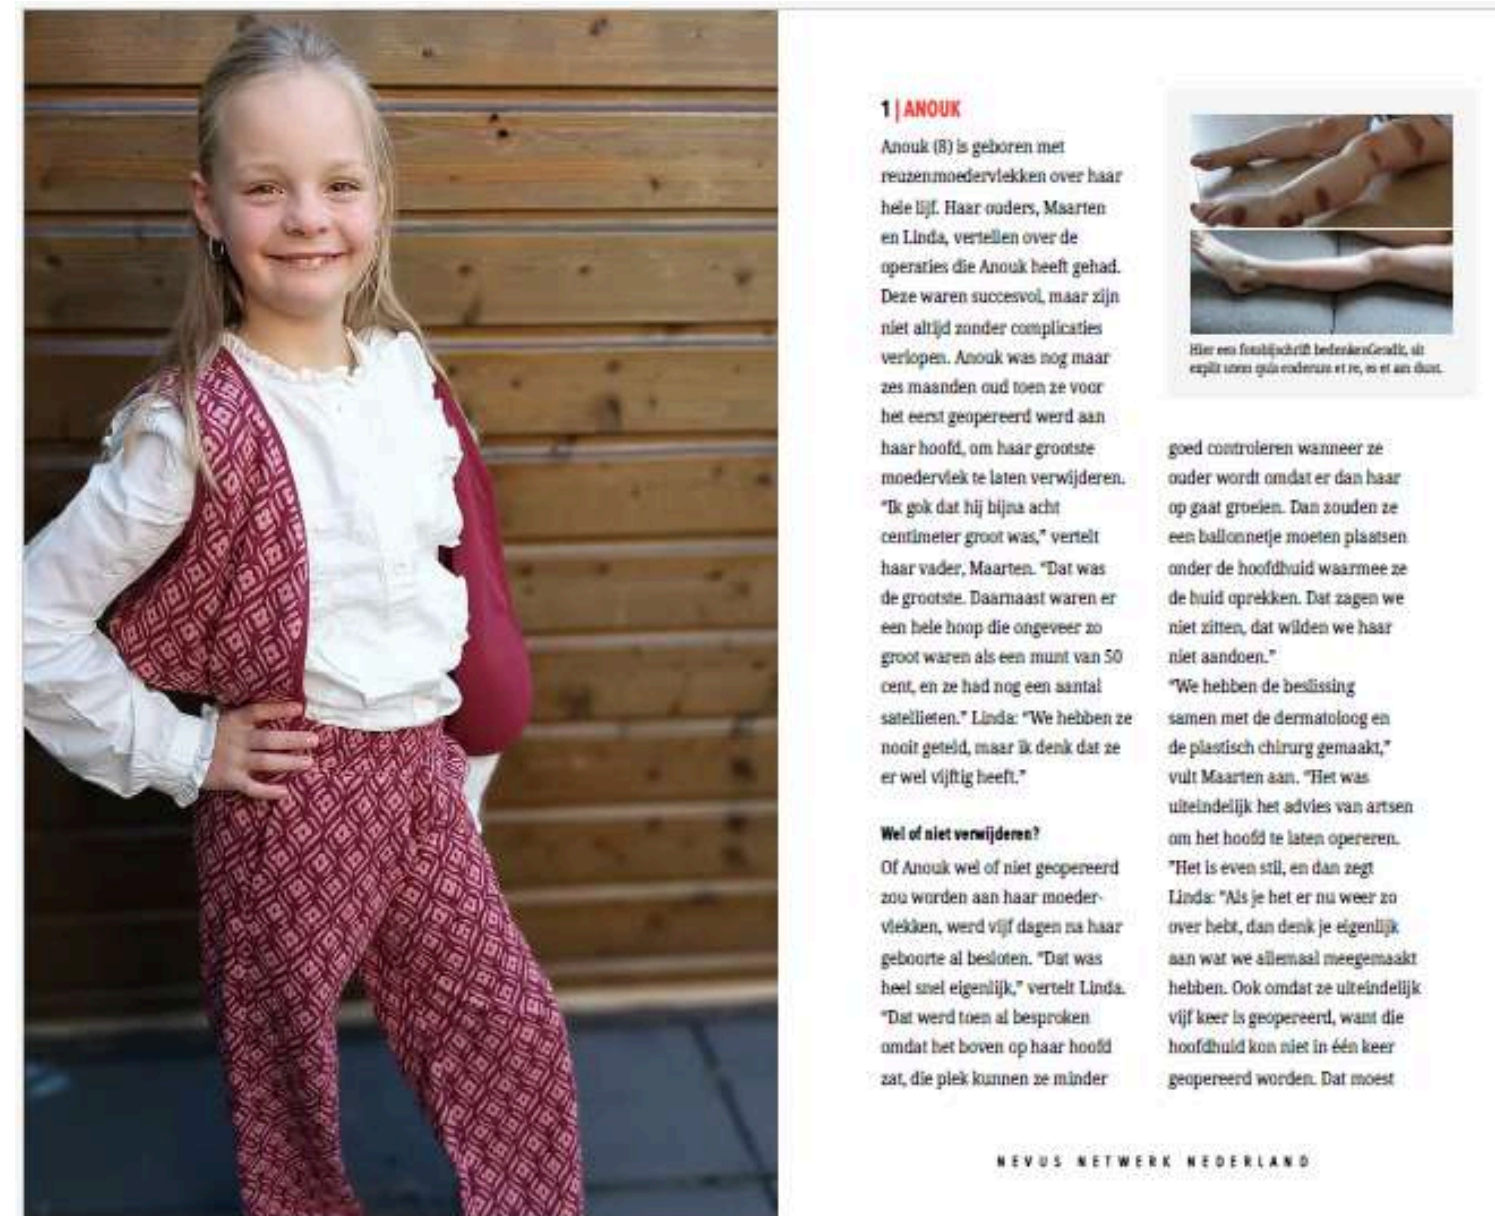 1 | ANOUK
Anouk (8) is geboren met
reuzenmoedervlekken over haar
hele lijf. Haar ouders, Maarten
en Linda, vertellen over de
operaties die Anouk heeft gehad.
Deze waren succesvol, maar zijn
niet altijd zonder complicaties
verlopen. Anouk was nog maar
zes maanden oud toen ze voor
het eerst geopereerd werd aan
haar hoofd, om haar grootste
moedervlek te laten verwijderen.
“Ik gok dat hij bijna acht
centimeter groot was,” vertelt
haar vader, Maarten. “Dat was
de grootste. Daarnaast waren er
een hele hoop die ongeveer zo
groot waren als een munt van 50
cent, en ze had nog een aantal
satellieten.” Linda: “We hebben ze
nooit geteld, maar ik denk dat ze
er wel vijftig heeft.”
Wel of niet verwijderen?
Of Anouk wel of niet geopereerd
zou worden aan haar moeder-
vlekken, werd vijf dagen na haar
geboorte al besloten. “Dat was
heel snel eigenlijk,” vertelt Linda.
“Dat werd toen al besproken
omdat het boven op haar hoofd
zat, die plek kunnen ze minder
Hier een fotobijschrift bedenken, sit
explit quis et re, es et am dunt.
goed controleren wanneer ze
ouder wordt omdat er dan haar
op gaat groeien. Dan zouden ze
een ballonnetje moeten plaatsen
onder de hoofdhuid waarmee ze
de huid oprekken. Dat zagen we
niet zitten, dat wilden we haar
niet aandoen.”
“We hebben de beslissing
samen met de dermatoloog en
de plastisch chirurg gemaakt,”
vult Maarten aan. “Het was
uiteindelijk het advies van artsen
om het hoofd te laten opereren.
”Het is even stil, en dan zegt
Linda: “Als je het er nu weer zo
over hebt, dan denk je eigenlijk
aan wat we allemaal meegemaakt
hebben. Ook omdat ze uiteindelijk
vijf keer is geopereerd, want die
hoofdhuid kon niet in één keer
geopereerd worden. Dat moest
NEVUS NETWERK NEDERLAND